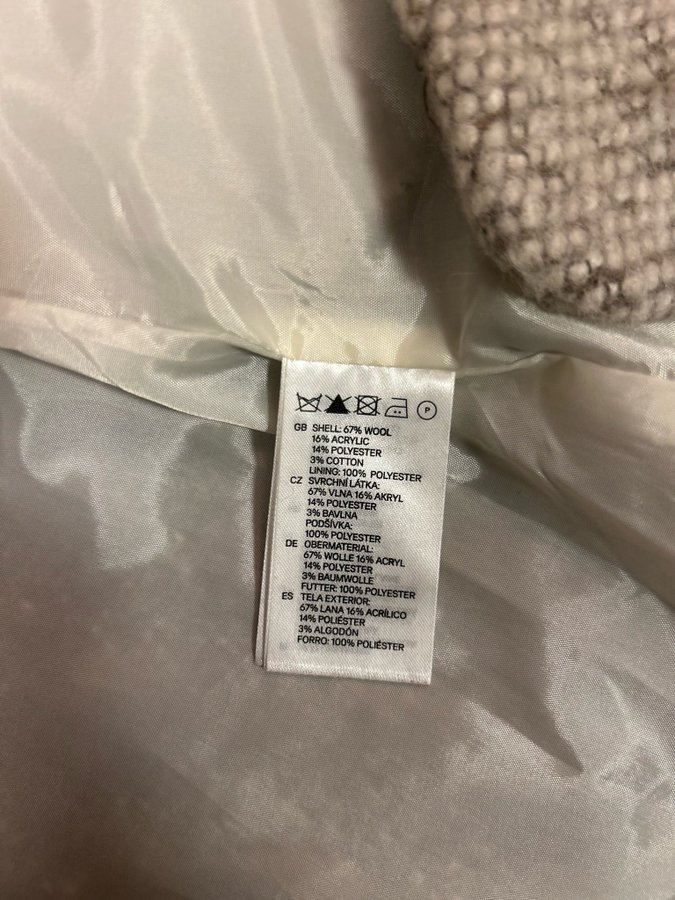 P
GB SHELL: 67% WOOL
16% ACRYLIC
14% POLYESTER
3% COTTON
LINING: 100% POLYESTER
CZ SVRCHNÍ LÁTKA:
67% VLNA 16% AKRYL
14% POLYESTER
3% BAVLNA
PODŠÍVKA:
100% POLYESTER
DE OBERMATERIAL:
67% WOLLE 16% ACRYL
14% POLYESTER
3% BAUMWOLLE
FUTTER: 100% POLYESTER
ES TELA EXTERIOR:
67% LANA 16% ACRÍLICO
14% POLIÉSTER
3% ALGODÓN
FORRO: 100% POLIÉSTER